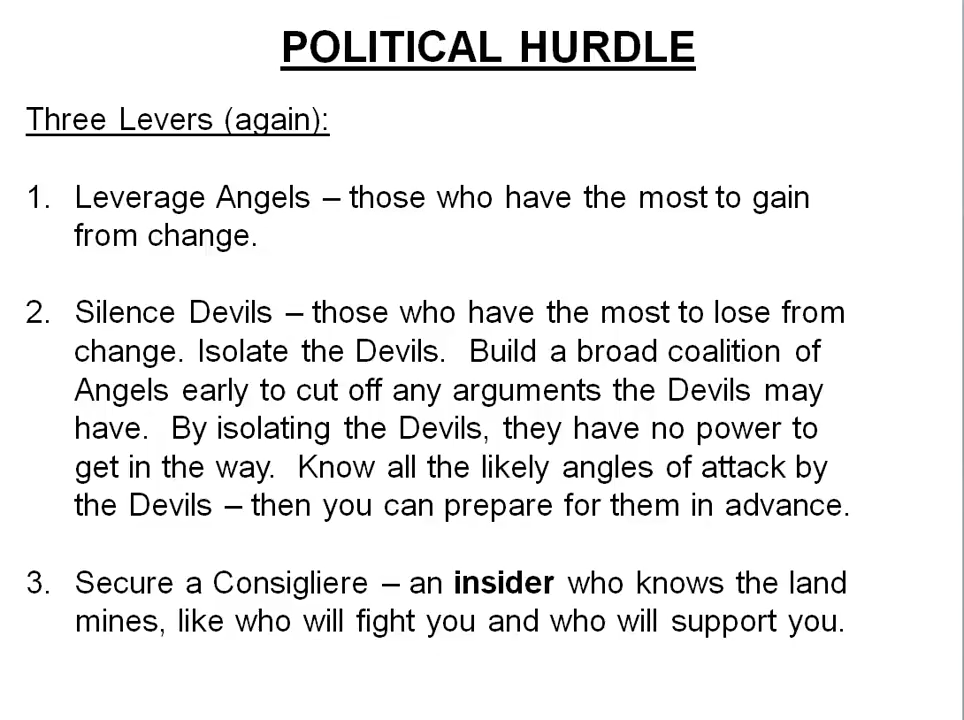 POLITICAL HURDLE
Three Levers (again):
1. Leverage Angels – those who have the most to gain
from change.
2. Silence Devils – those who have the most to lose from
change. Isolate the Devils. Build a broad coalition of
Angels early to cut off any arguments the Devils may
have. By isolating the Devils, they have no power to
get in the way. Know all the likely angles of attack by
the Devils – then you can prepare for them in advance.
3. Secure a Consigliere – an insider who knows the land
mines, like who will fight you and who will support you.